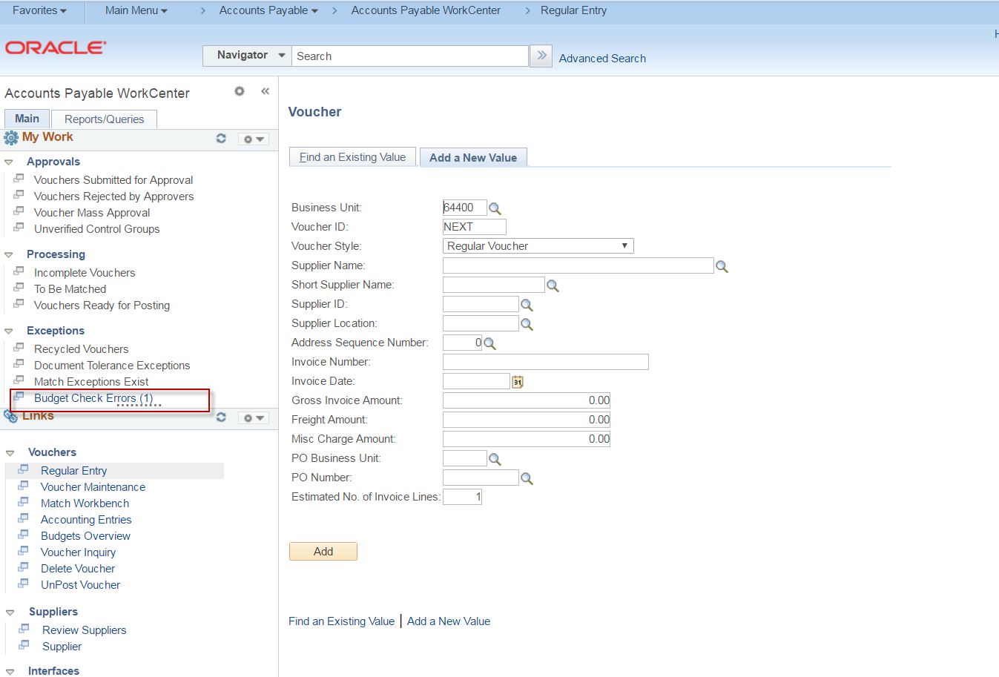 Favorites Main Menu > Accounts Payable > Accounts Payable WorkCenter > Regular Entry
H
ORACLE
Navigator Search Advanced Search
Accounts Payable WorkCenter
Main Reports/Queries
My Work
Approvals
Vouchers Submitted for Approval
Vouchers Rejected by Approvers
Voucher Mass Approval
Unverified Control Groups
Processing
Incomplete Vouchers
To Be Matched
Vouchers Ready for Posting
Exceptions
Recycled Vouchers
Document Tolerance Exceptions
Match Exceptions Exist
Budget Check Errors (1)
Links
Vouchers
Regular Entry
Voucher Maintenance
Match Workbench
Accounting Entries
Budgets Overview
Voucher Inquiry
Delete Voucher
UnPost Voucher
Suppliers
Review Suppliers
Supplier
Interfaces
Voucher
Find an Existing Value Add a New Value
Business Unit: 64400
Voucher ID: NEXT
Voucher Style: Regular Voucher
Supplier Name:
Short Supplier Name:
Supplier ID:
Supplier Location:
Address Sequence Number: 0
Invoice Number:
Invoice Date: 31
Gross Invoice Amount: 0.00
Freight Amount: 0.00
Misc Charge Amount: 0.00
PO Business Unit:
PO Number:
Estimated No. of Invoice Lines: 1
Add
Find an Existing Value | Add a New Value